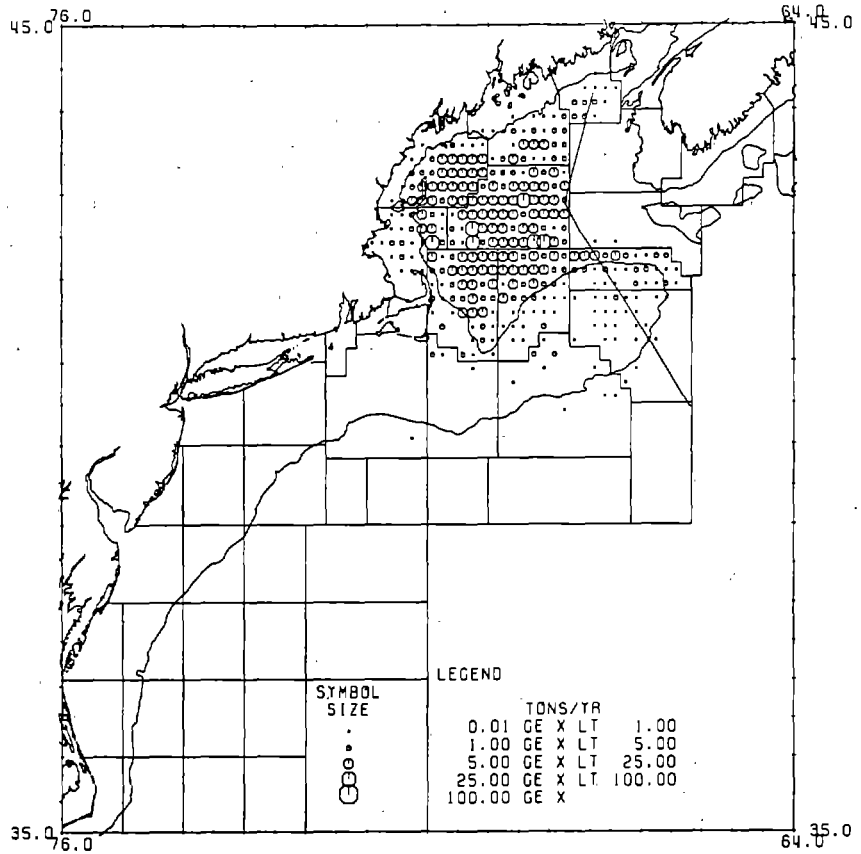 76.0 64.0
45.0 45.0
LEGEND
SYMBOL
SIZE
TONS/YR
0.01 GE X LT 1.00
1.00 GE X LT 5.00
5.00 GE X LT 25.00
25.00 GE X LT 100.00
100.00 GE X
35.0 35.0
76.0 64.0